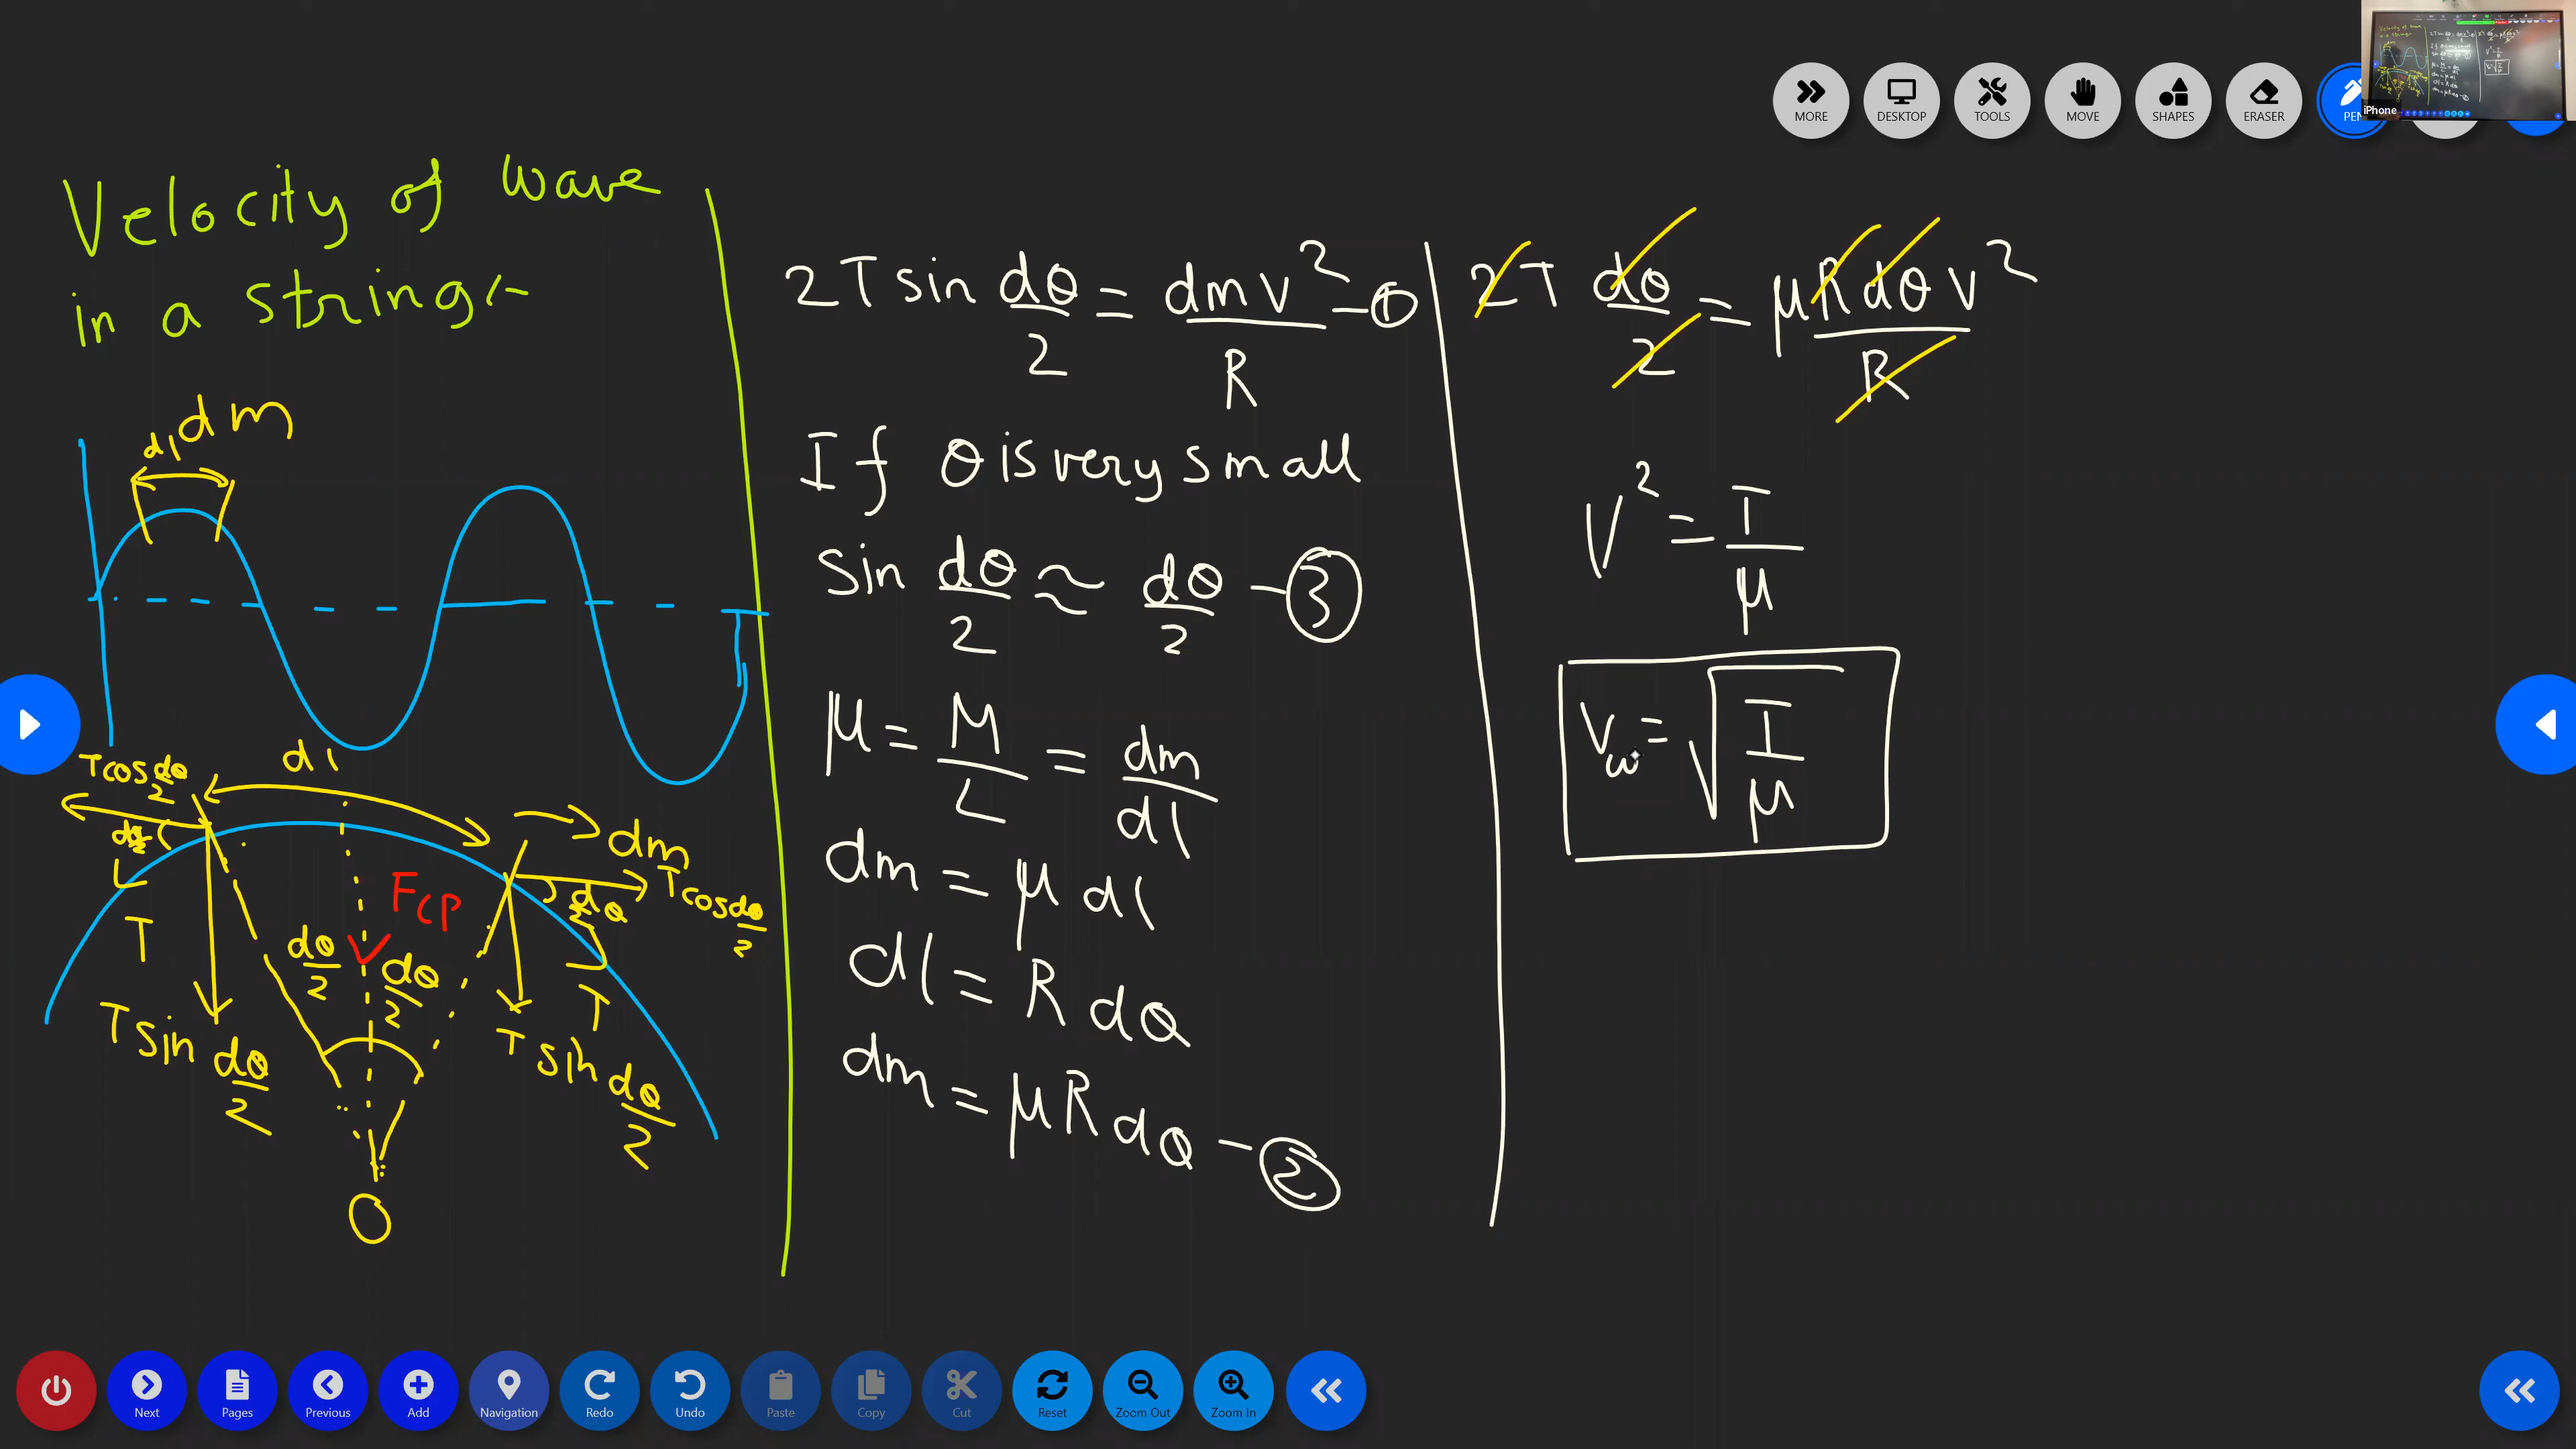 iPhone
MORE DESKTOP TOOLS MOVE SHAPES ERASER PEN
Velocity of wave
in a string:-
dl dm
Tcos dθ/2
dl
dm
Tcos dθ/2
dθ/2
T
Fcp
dθ/2 dθ/2
T
T sin dθ/2
T sin dθ/2
O
2T sin dθ/2 = dmv²/R - ①
If θ is very small
sin dθ/2 ≈ dθ/2 - ③
μ = M/L = dm/dl
dm = μ dl
dl = R dθ
dm = μR dθ - ②
2T dθ/2 = μR dθ v²/R
V² = T/μ
Vω = √T/μ
Next Pages Previous Add Navigation Redo Undo Paste Copy Cut Reset Zoom Out Zoom In